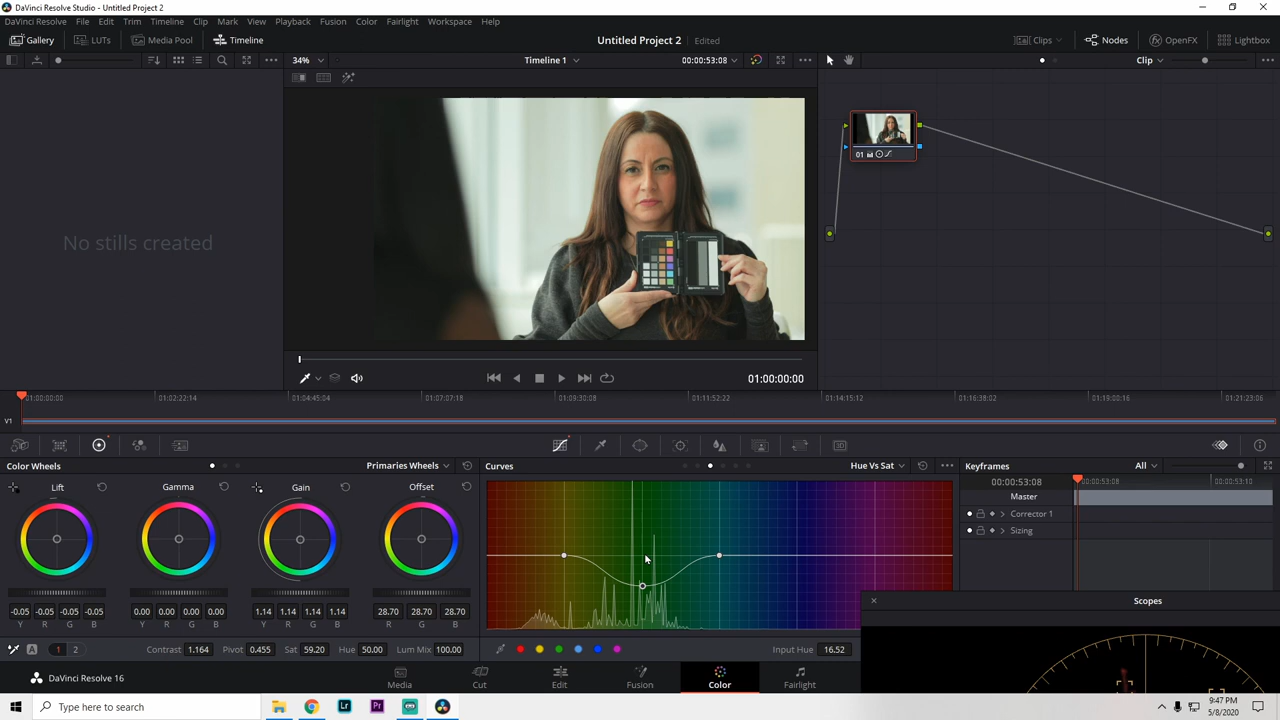 DaVinci Resolve Studio - Untitled Project 2
DaVinci Resolve File Edit Trim Timeline Clip Mark View Playback Fusion Color Fairlight Workspace Help
Gallery LUTs Media Pool Timeline Untitled Project 2 Edited Clips Nodes OpenFX Lightbox
34% Timeline 1 00:00:53:08 Clip
01
No stills created
01:00:00:00
01:00:00:00 01:02:22:14 01:04:45:04 01:07:07:18 01:09:30:08 01:11:52:22 01:14:15:12 01:16:38:02 01:19:00:16 01:21:23:06
V1
Color Wheels Primaries Wheels Curves Hue Vs Sat Keyframes All
Lift Gamma Gain Offset
00:00:53:08 00:00:53:08 00:00:53:10
Master
Corrector 1
Sizing
-0.05 -0.05 -0.05 -0.05 0.00 0.00 0.00 0.00 1.14 1.14 1.14 1.14 28.70 28.70 28.70
Y R G B Y R G B Y R G B R G B
Scopes
A 1 2 Contrast 1.164 Pivot 0.455 Sat 59.20 Hue 50.00 Lum Mix 100.00 Input Hue 16.52
DaVinci Resolve 16 Media Cut Edit Fusion Color Fairlight
Type here to search
Lr Pr
9:47 PM
5/8/2020